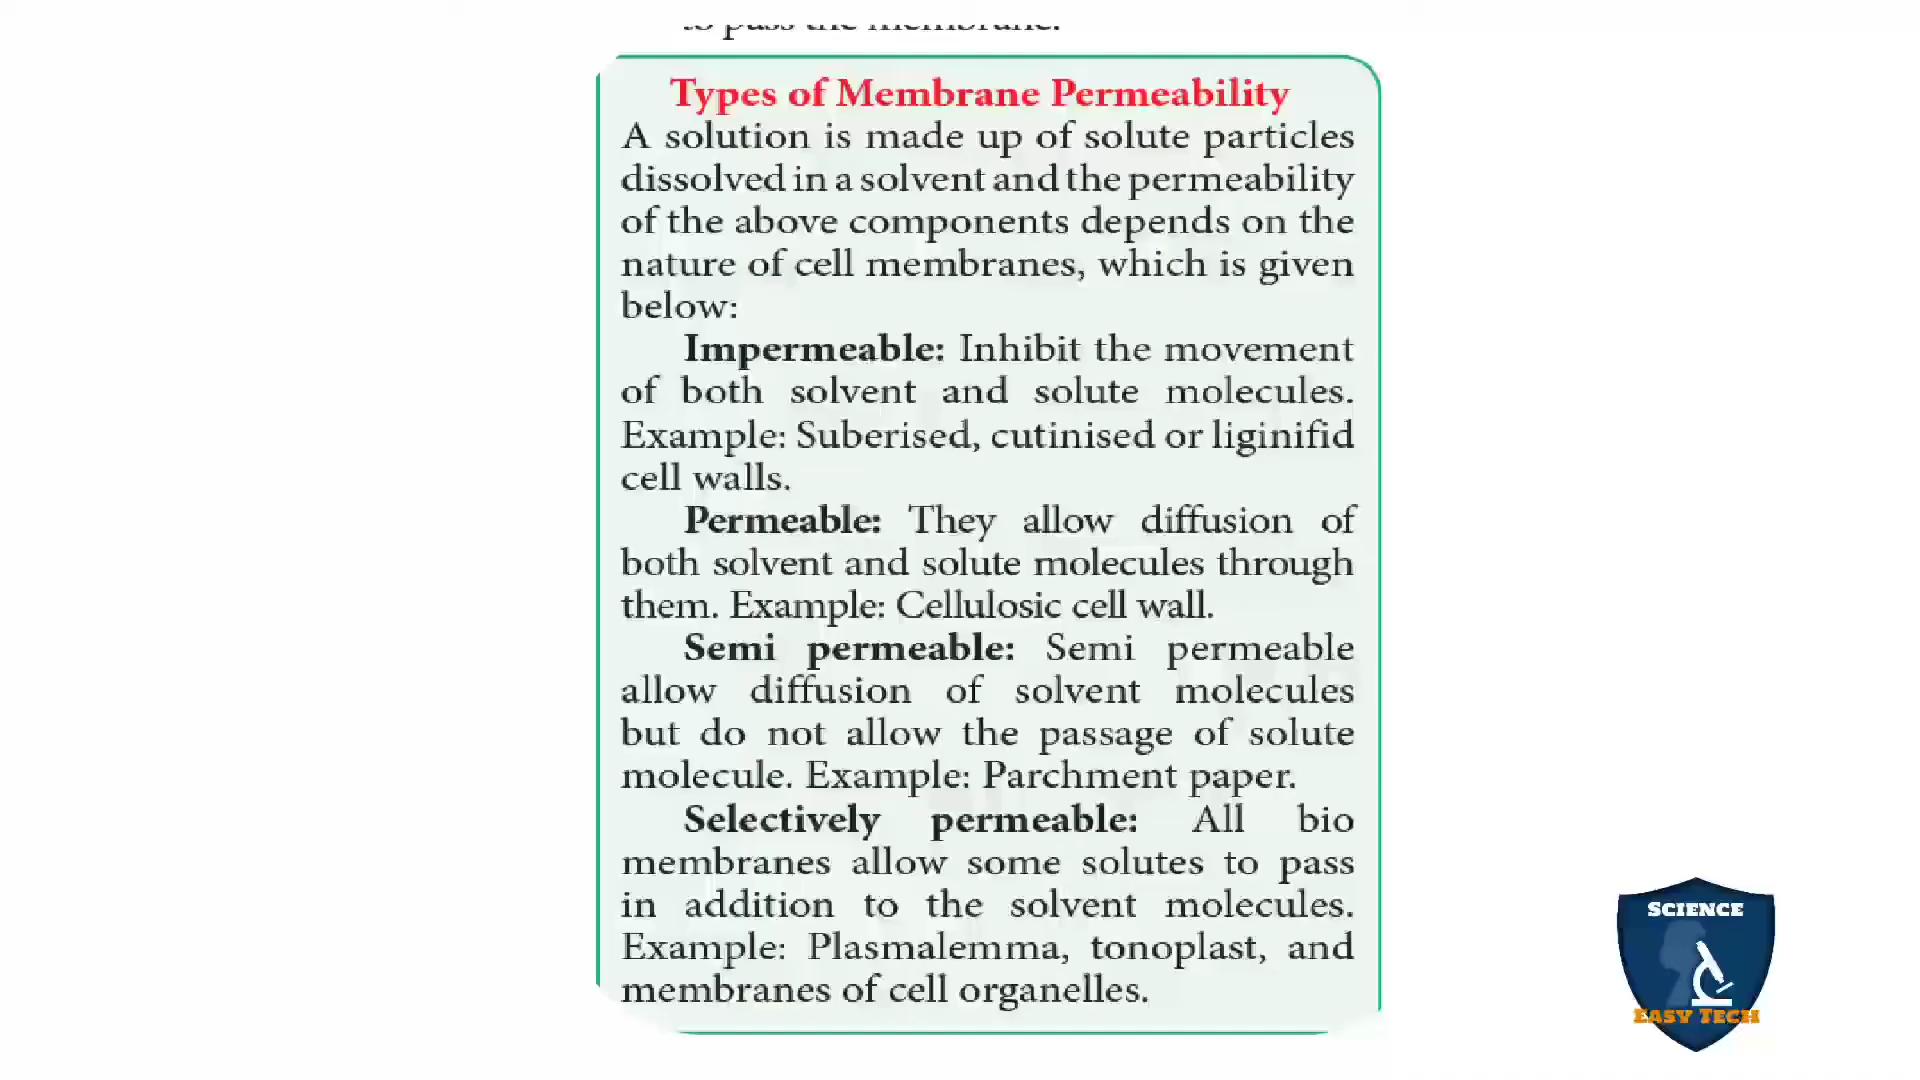 to pass the membrane.
Types of Membrane Permeability
A solution is made up of solute particles
dissolved in a solvent and the permeability
of the above components depends on the
nature of cell membranes, which is given
below:
Impermeable: Inhibit the movement
of both solvent and solute molecules.
Example: Suberised, cutinised or liginifid
cell walls.
Permeable: They allow diffusion of
both solvent and solute molecules through
them. Example: Cellulosic cell wall.
Semi permeable: Semi permeable
allow diffusion of solvent molecules
but do not allow the passage of solute
molecule. Example: Parchment paper.
Selectively permeable: All bio
membranes allow some solutes to pass
in addition to the solvent molecules.
Example: Plasmalemma, tonoplast, and
membranes of cell organelles.
SCIENCE
EASY TECH